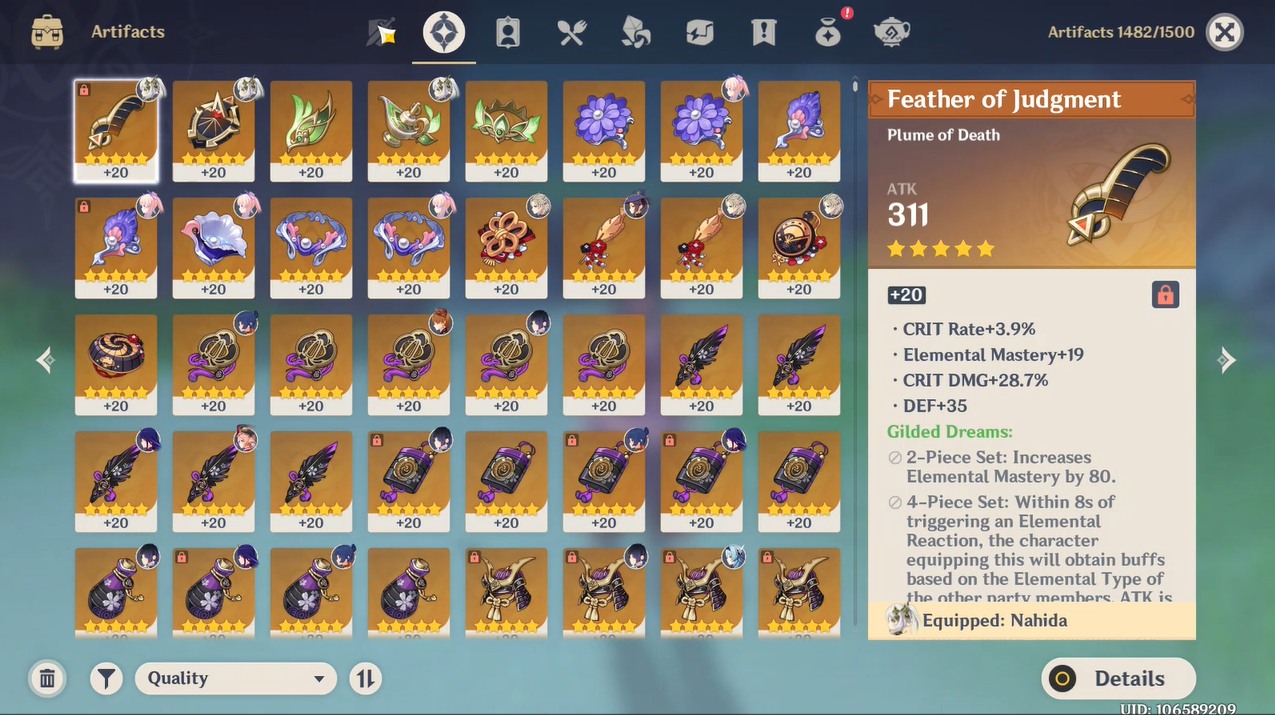 Artifacts
Artifacts 1482/1500
Feather of Judgment
Plume of Death
ATK
311
+20
· CRIT Rate+3.9%
· Elemental Mastery+19
· CRIT DMG+28.7%
· DEF+35
Gilded Dreams:
2-Piece Set: Increases
Elemental Mastery by 80.
4-Piece Set: Within 8s of
triggering an Elemental
Reaction, the character
equipping this will obtain buffs
based on the Elemental Type of
the other party members. ATK is
Equipped: Nahida
+20 +20 +20 +20 +20 +20 +20 +20
+20 +20 +20 +20 +20 +20 +20 +20
+20 +20 +20 +20 +20 +20 +20 +20
+20 +20 +20 +20 +20 +20 +20 +20
Quality
Details
UID: 106589209